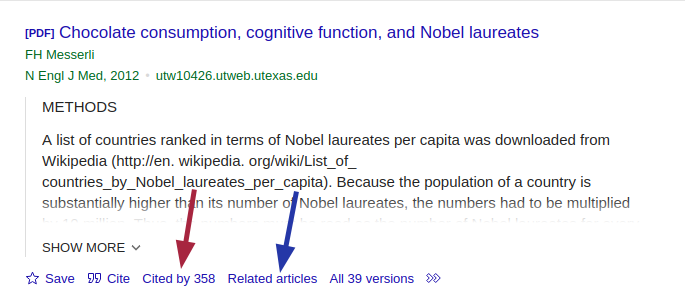 [PDF] Chocolate consumption, cognitive function, and Nobel laureates
FH Messerli
N Engl J Med, 2012 • utw10426.utweb.utexas.edu
METHODS
A list of countries ranked in terms of Nobel laureates per capita was downloaded from
Wikipedia (http://en. wikipedia. org/wiki/List_of_
countries_by_Nobel_laureates_per_capita). Because the population of a country is
substantially higher than its number of Nobel laureates, the numbers had to be multiplied
SHOW MORE
Save Cite Cited by 358 Related articles All 39 versions